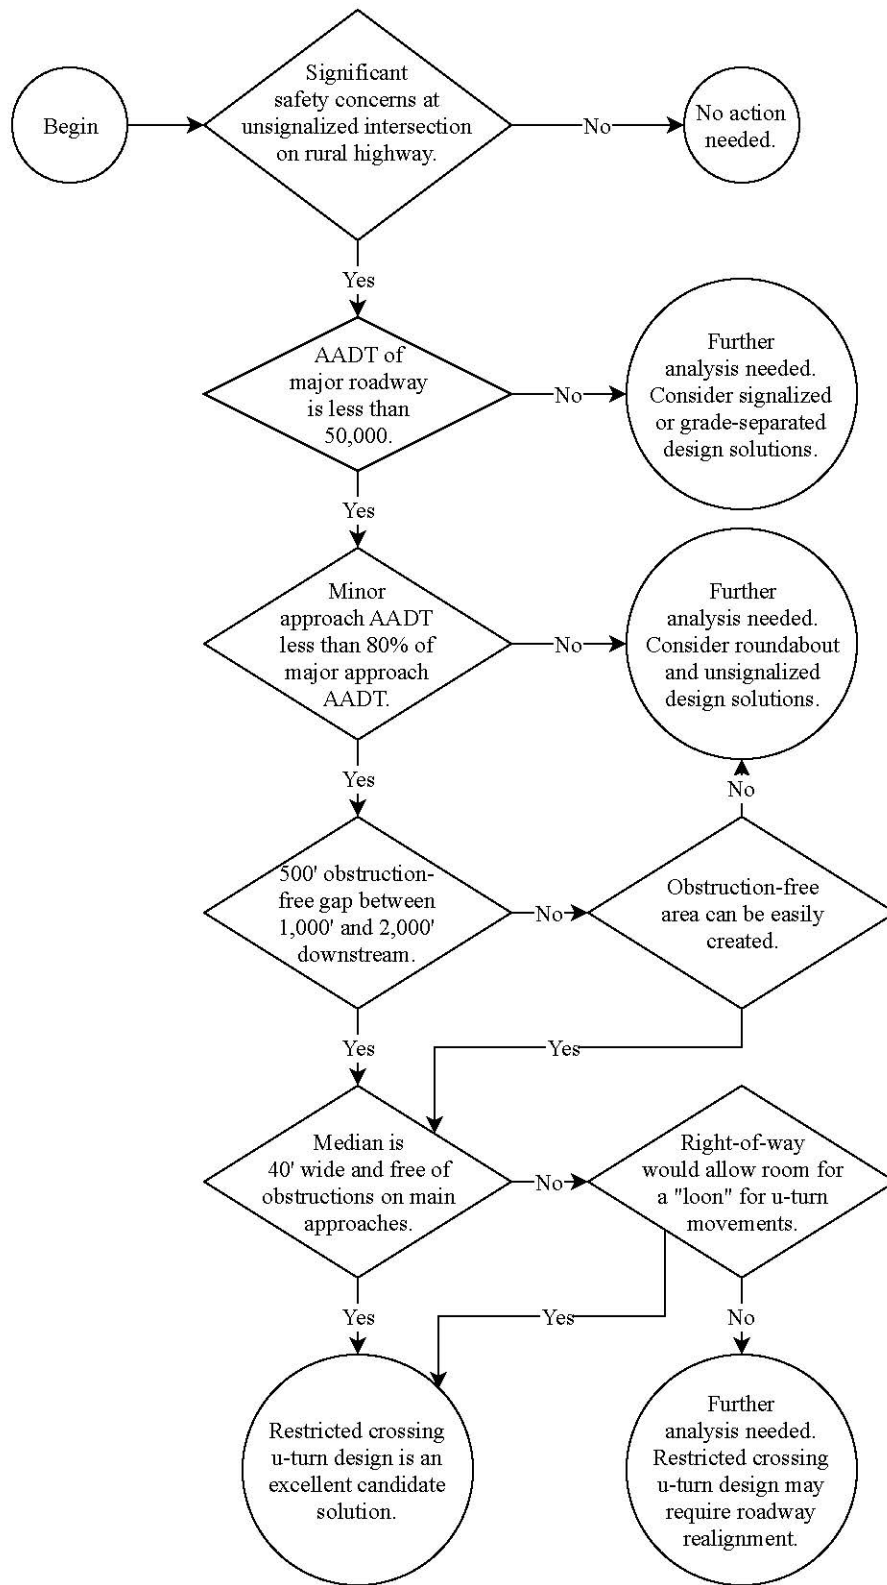 Begin
Significant
safety concerns at
unsignalized intersection
on rural highway.
No
No action
needed.
Yes
AADT of
major roadway
is less than
50,000.
No
Further
analysis needed.
Consider signalized
or grade-separated
design solutions.
Yes
Minor
approach AADT
less than 80% of
major approach
AADT.
No
Further
analysis needed.
Consider roundabout
and unsignalized
design solutions.
Yes
No
500' obstruction-
free gap between
1,000' and 2,000'
downstream.
No
Obstruction-free
area can be easily
created.
Yes
Yes
Median is
40' wide and free of
obstructions on main
approaches.
No
Right-of-way
would allow room for
a "loon" for u-turn
movements.
Yes
Yes
No
Restricted crossing
u-turn design is an
excellent candidate
solution.
Further
analysis needed.
Restricted crossing
u-turn design may
require roadway
realignment.